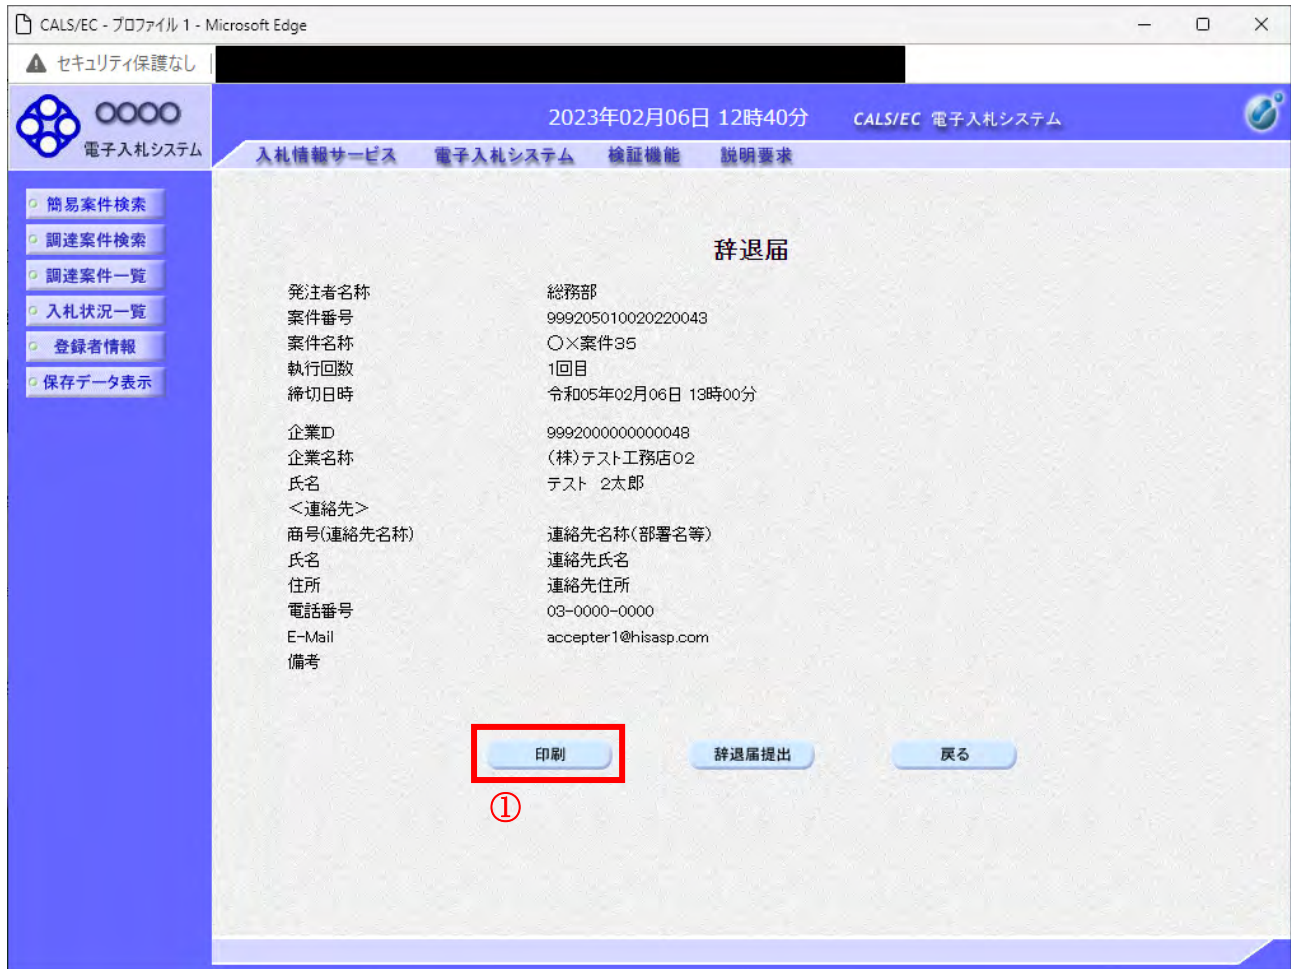 CALS/EC - プロファイル 1 - Microsoft Edge
セキュリティ保護なし
OOOO
電子入札システム
2023年02月06日 12時40分
CALS/EC 電子入札システム
入札情報サービス 電子入札システム 検証機能 説明要求
簡易案件検索
調達案件検索
調達案件一覧
入札状況一覧
登録者情報
保存データ表示
辞退届
発注者名称 総務部
案件番号 999205010020220043
案件名称 〇×案件35
執行回数 1回目
締切日時 令和05年02月06日 13時00分
企業ID 9992000000000048
企業名称 (株)テスト工務店02
氏名 テスト 2太郎
<連絡先>
商号(連絡先名称) 連絡先名称(部署名等)
氏名 連絡先氏名
住所 連絡先住所
電話番号 03-0000-0000
E-Mail accepter1@hisasp.com
備考
印刷 辞退届提出 戻る
①